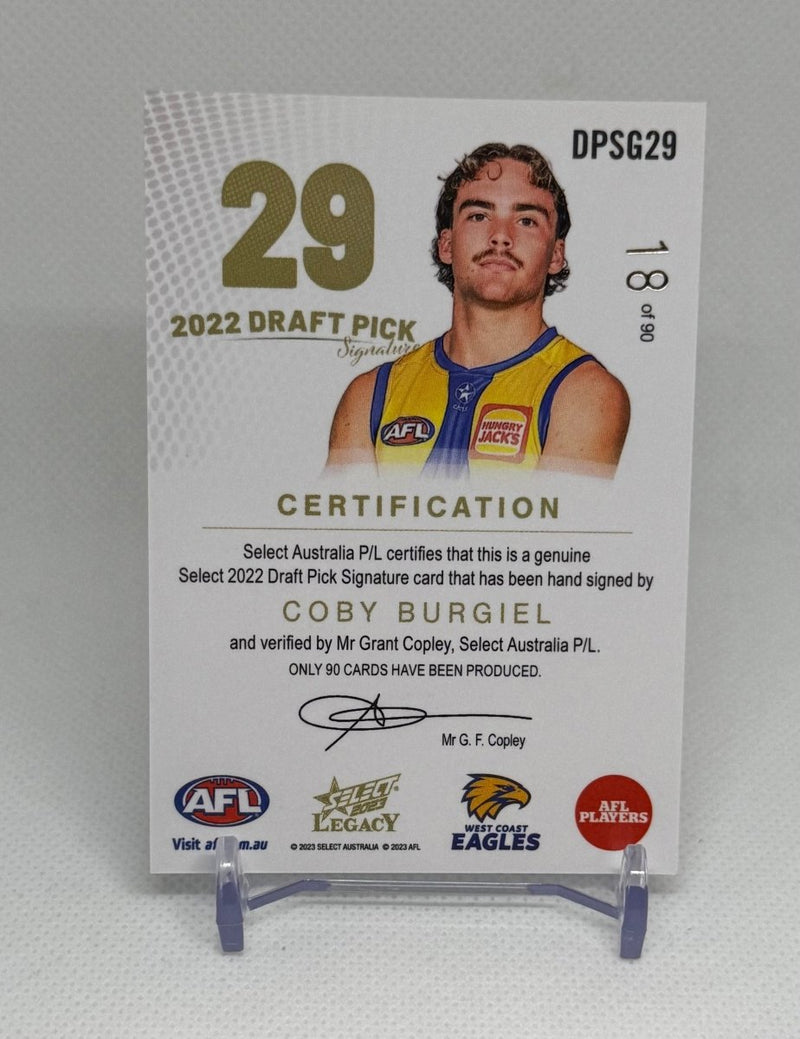 DPSG29
29
2022 DRAFT PICK
Signature
18 of 90
AFL
HUNGRY
JACK'S
CERTIFICATION
Select Australia P/L certifies that this is a genuine
Select 2022 Draft Pick Signature card that has been hand signed by
COBY BURGIEL
and verified by Mr Grant Copley, Select Australia P/L.
ONLY 90 CARDS HAVE BEEN PRODUCED.
Mr G. F. Copley
AFL
Visit
SELECT
2023
LEGACY
© 2023 SELECT AUSTRALIA © 2023 AFL
WEST COAST
EAGLES
AFL
PLAYERS